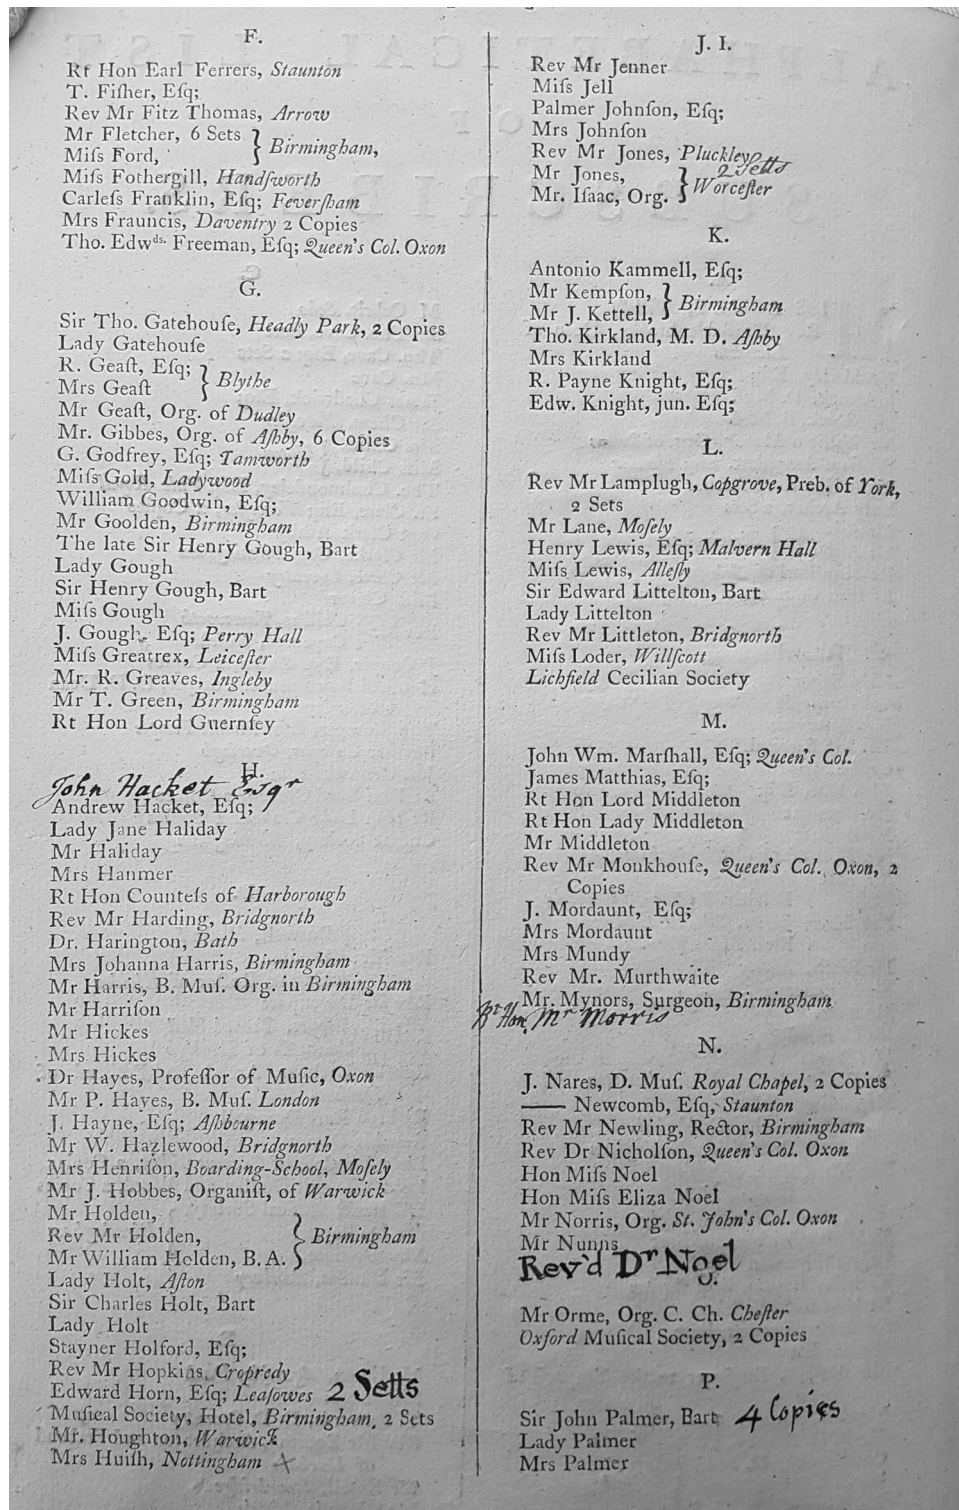 F.
Rt Hon Earl Ferrers, Staunton
T. Fiſher, Eſq;
Rev Mr Fitz Thomas, Arrow
Mr Fletcher, 6 Sets } Birmingham,
Miſs Ford,
Miſs Fothergill, Handſworth
Carleſs Franklin, Eſq; Feverſham
Mrs Frauncis, Daventry 2 Copies
Tho. Edwds. Freeman, Eſq; Queen's Col. Oxon
G.
Sir Tho. Gatehouſe, Headly Park, 2 Copies
Lady Gatehouſe
R. Geaſt, Eſq; } Blythe
Mrs Geaſt
Mr Geaſt, Org. of Dudley
Mr. Gibbes, Org. of Aſhby, 6 Copies
G. Godfrey, Eſq; Tamworth
Miſs Gold, Ladywood
William Goodwin, Eſq;
Mr Goolden, Birmingham
The late Sir Henry Gough, Bart
Lady Gough
Sir Henry Gough, Bart
Miſs Gough
J. Gough, Eſq; Perry Hall
Miſs Greatrex, Leiceſter
Mr. R. Greaves, Ingleby
Mr T. Green, Birmingham
Rt Hon Lord Guernſey
H.
John Hacket Esqr
Andrew Hacket, Eſq;
Lady Jane Haliday
Mr Haliday
Mrs Hanmer
Rt Hon Counteſs of Harborough
Rev Mr Harding, Bridgnorth
Dr. Harington, Bath
Mrs Johanna Harris, Birmingham
Mr Harris, B. Muſ. Org. in Birmingham
Mr Harriſon
Mr Hickes
Mrs Hickes
Dr Hayes, Profeſſor of Muſic, Oxon
Mr P. Hayes, B. Muſ. London
J. Hayne, Eſq; Aſhbourne
Mr W. Hazlewood, Bridgnorth
Mrs Henriſon, Boarding-School, Moſely
Mr J. Hobbes, Organiſt, of Warwick
Mr Holden,
Rev Mr Holden, } Birmingham
Mr William Holden, B.A.
Lady Holt, Aſton
Sir Charles Holt, Bart
Lady Holt
Stayner Holford, Eſq;
Rev Mr Hopkins, Cropredy
Edward Horn, Eſq; Leaſowes 2 Setts
Muſical Society, Hotel, Birmingham, 2 Sets
Mr. Houghton, Warwick
Mrs Huiſh, Nottingham
J. I.
Rev Mr Jenner
Miſs Jell
Palmer Johnſon, Eſq;
Mrs Johnſon
Rev Mr Jones, Pluckley
2 Setts
Mr Jones, } Worceſter
Mr. Iſaac, Org.
K.
Antonio Kammell, Eſq;
Mr Kempſon, } Birmingham
Mr J. Kettell,
Tho. Kirkland, M. D. Aſhby
Mrs Kirkland
R. Payne Knight, Eſq;
Edw. Knight, jun. Eſq;
L.
Rev Mr Lamplugh, Copgrove, Preb. of York,
2 Sets
Mr Lane, Moſely
Henry Lewis, Eſq; Malvern Hall
Miſs Lewis, Alleſly
Sir Edward Littelton, Bart
Lady Littelton
Rev Mr Littleton, Bridgnorth
Miſs Loder, Willſcott
Lichfield Cecilian Society
M.
John Wm. Marſhall, Eſq; Queen's Col.
James Matthias, Eſq;
Rt Hon Lord Middleton
Rt Hon Lady Middleton
Mr Middleton
Rev Mr Monkhouſe, Queen's Col. Oxon, 2
Copies
J. Mordaunt, Eſq;
Mrs Mordaunt
Mrs Mundy
Rev Mr. Murthwaite
Mr. Mynors, Surgeon, Birmingham
Rt Hon. Mr Morris
N.
J. Nares, D. Muſ. Royal Chapel, 2 Copies
—— Newcomb, Eſq, Staunton
Rev Mr Newling, Rector, Birmingham
Rev Dr Nicholſon, Queen's Col. Oxon
Hon Miſs Noel
Hon Miſs Eliza Noel
Mr Norris, Org. St. John's Col. Oxon
Mr Nunns
Rev'd Dr Noel
O.
Mr Orme, Org. C. Ch. Cheſter
Oxford Muſical Society, 2 Copies
P.
Sir John Palmer, Bart 4 Copies
Lady Palmer
Mrs Palmer